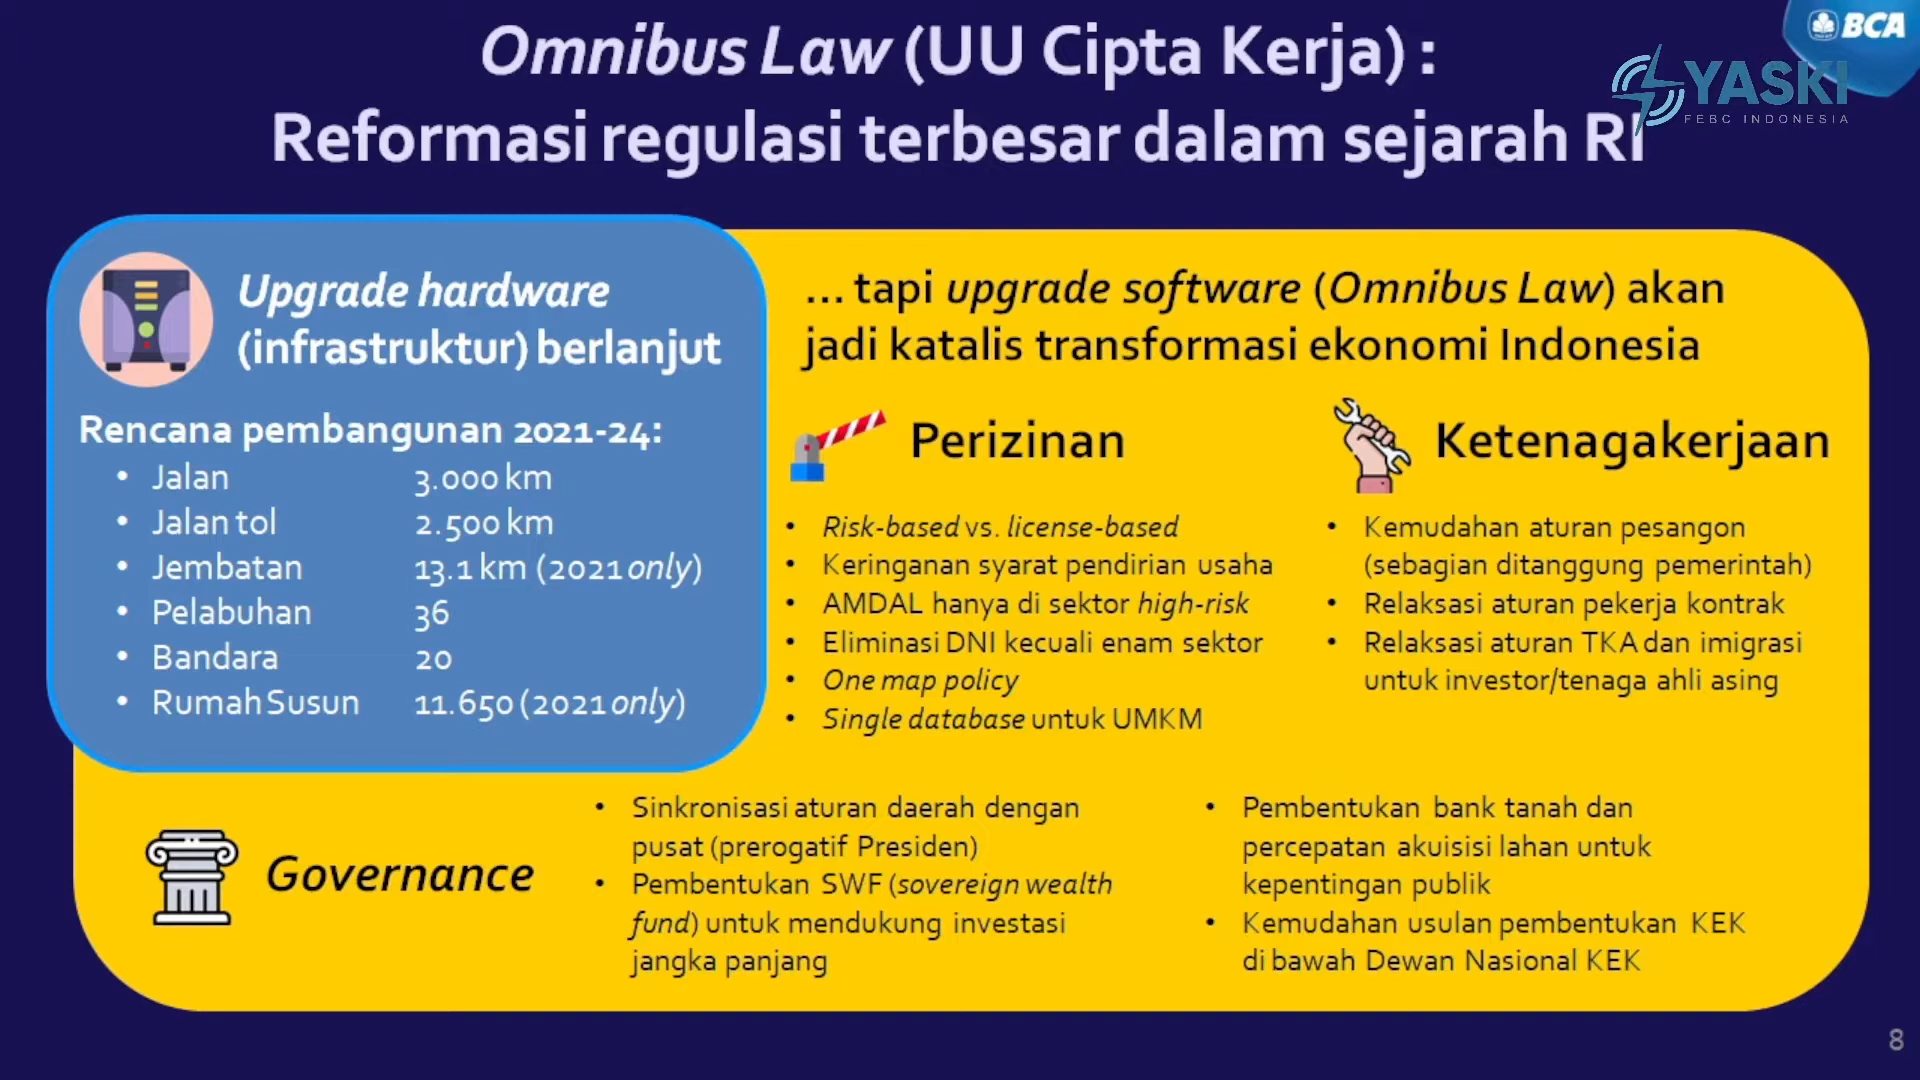 Omnibus Law (UU Cipta Kerja) :
Reformasi regulasi terbesar dalam sejarah RI
BCA
YASKI
FEBC INDONESIA
Upgrade hardware
(infrastruktur) berlanjut
Rencana pembangunan 2021-24:
• Jalan 3.000 km
• Jalan tol 2.500 km
• Jembatan 13.1 km (2021 only)
• Pelabuhan 36
• Bandara 20
• Rumah Susun 11.650 (2021 only)
... tapi upgrade software (Omnibus Law) akan
jadi katalis transformasi ekonomi Indonesia
Perizinan
• Risk-based vs. license-based
• Keringanan syarat pendirian usaha
• AMDAL hanya di sektor high-risk
• Eliminasi DNI kecuali enam sektor
• One map policy
• Single database untuk UMKM
Ketenagakerjaan
• Kemudahan aturan pesangon
(sebagian ditanggung pemerintah)
• Relaksasi aturan pekerja kontrak
• Relaksasi aturan TKA dan imigrasi
untuk investor/tenaga ahli asing
Governance
• Sinkronisasi aturan daerah dengan
pusat (prerogatif Presiden)
• Pembentukan SWF (sovereign wealth
fund) untuk mendukung investasi
jangka panjang
• Pembentukan bank tanah dan
percepatan akuisisi lahan untuk
kepentingan publik
• Kemudahan usulan pembentukan KEK
di bawah Dewan Nasional KEK
8